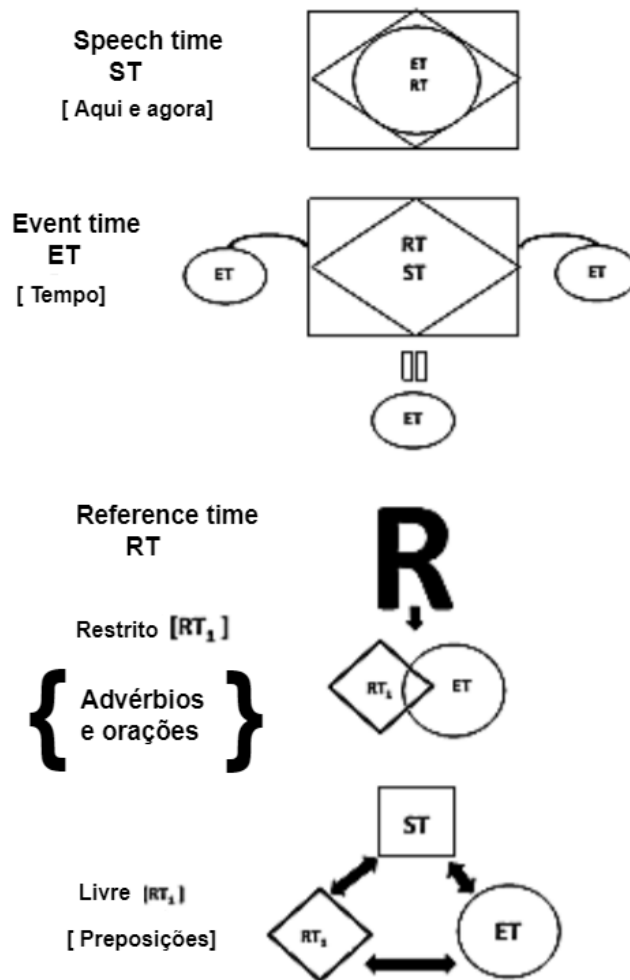 Speech time
ST
[ Aqui e agora]
ET
RT
Event time
ET
[ Tempo]
ET
RT
ST
ET
ET
Reference time
RT
R
Restrito [RT₁]
RT₁
ET
{ Advérbios
e orações }
ST
Livre [RT₁]
[ Preposições]
RT₁
ET